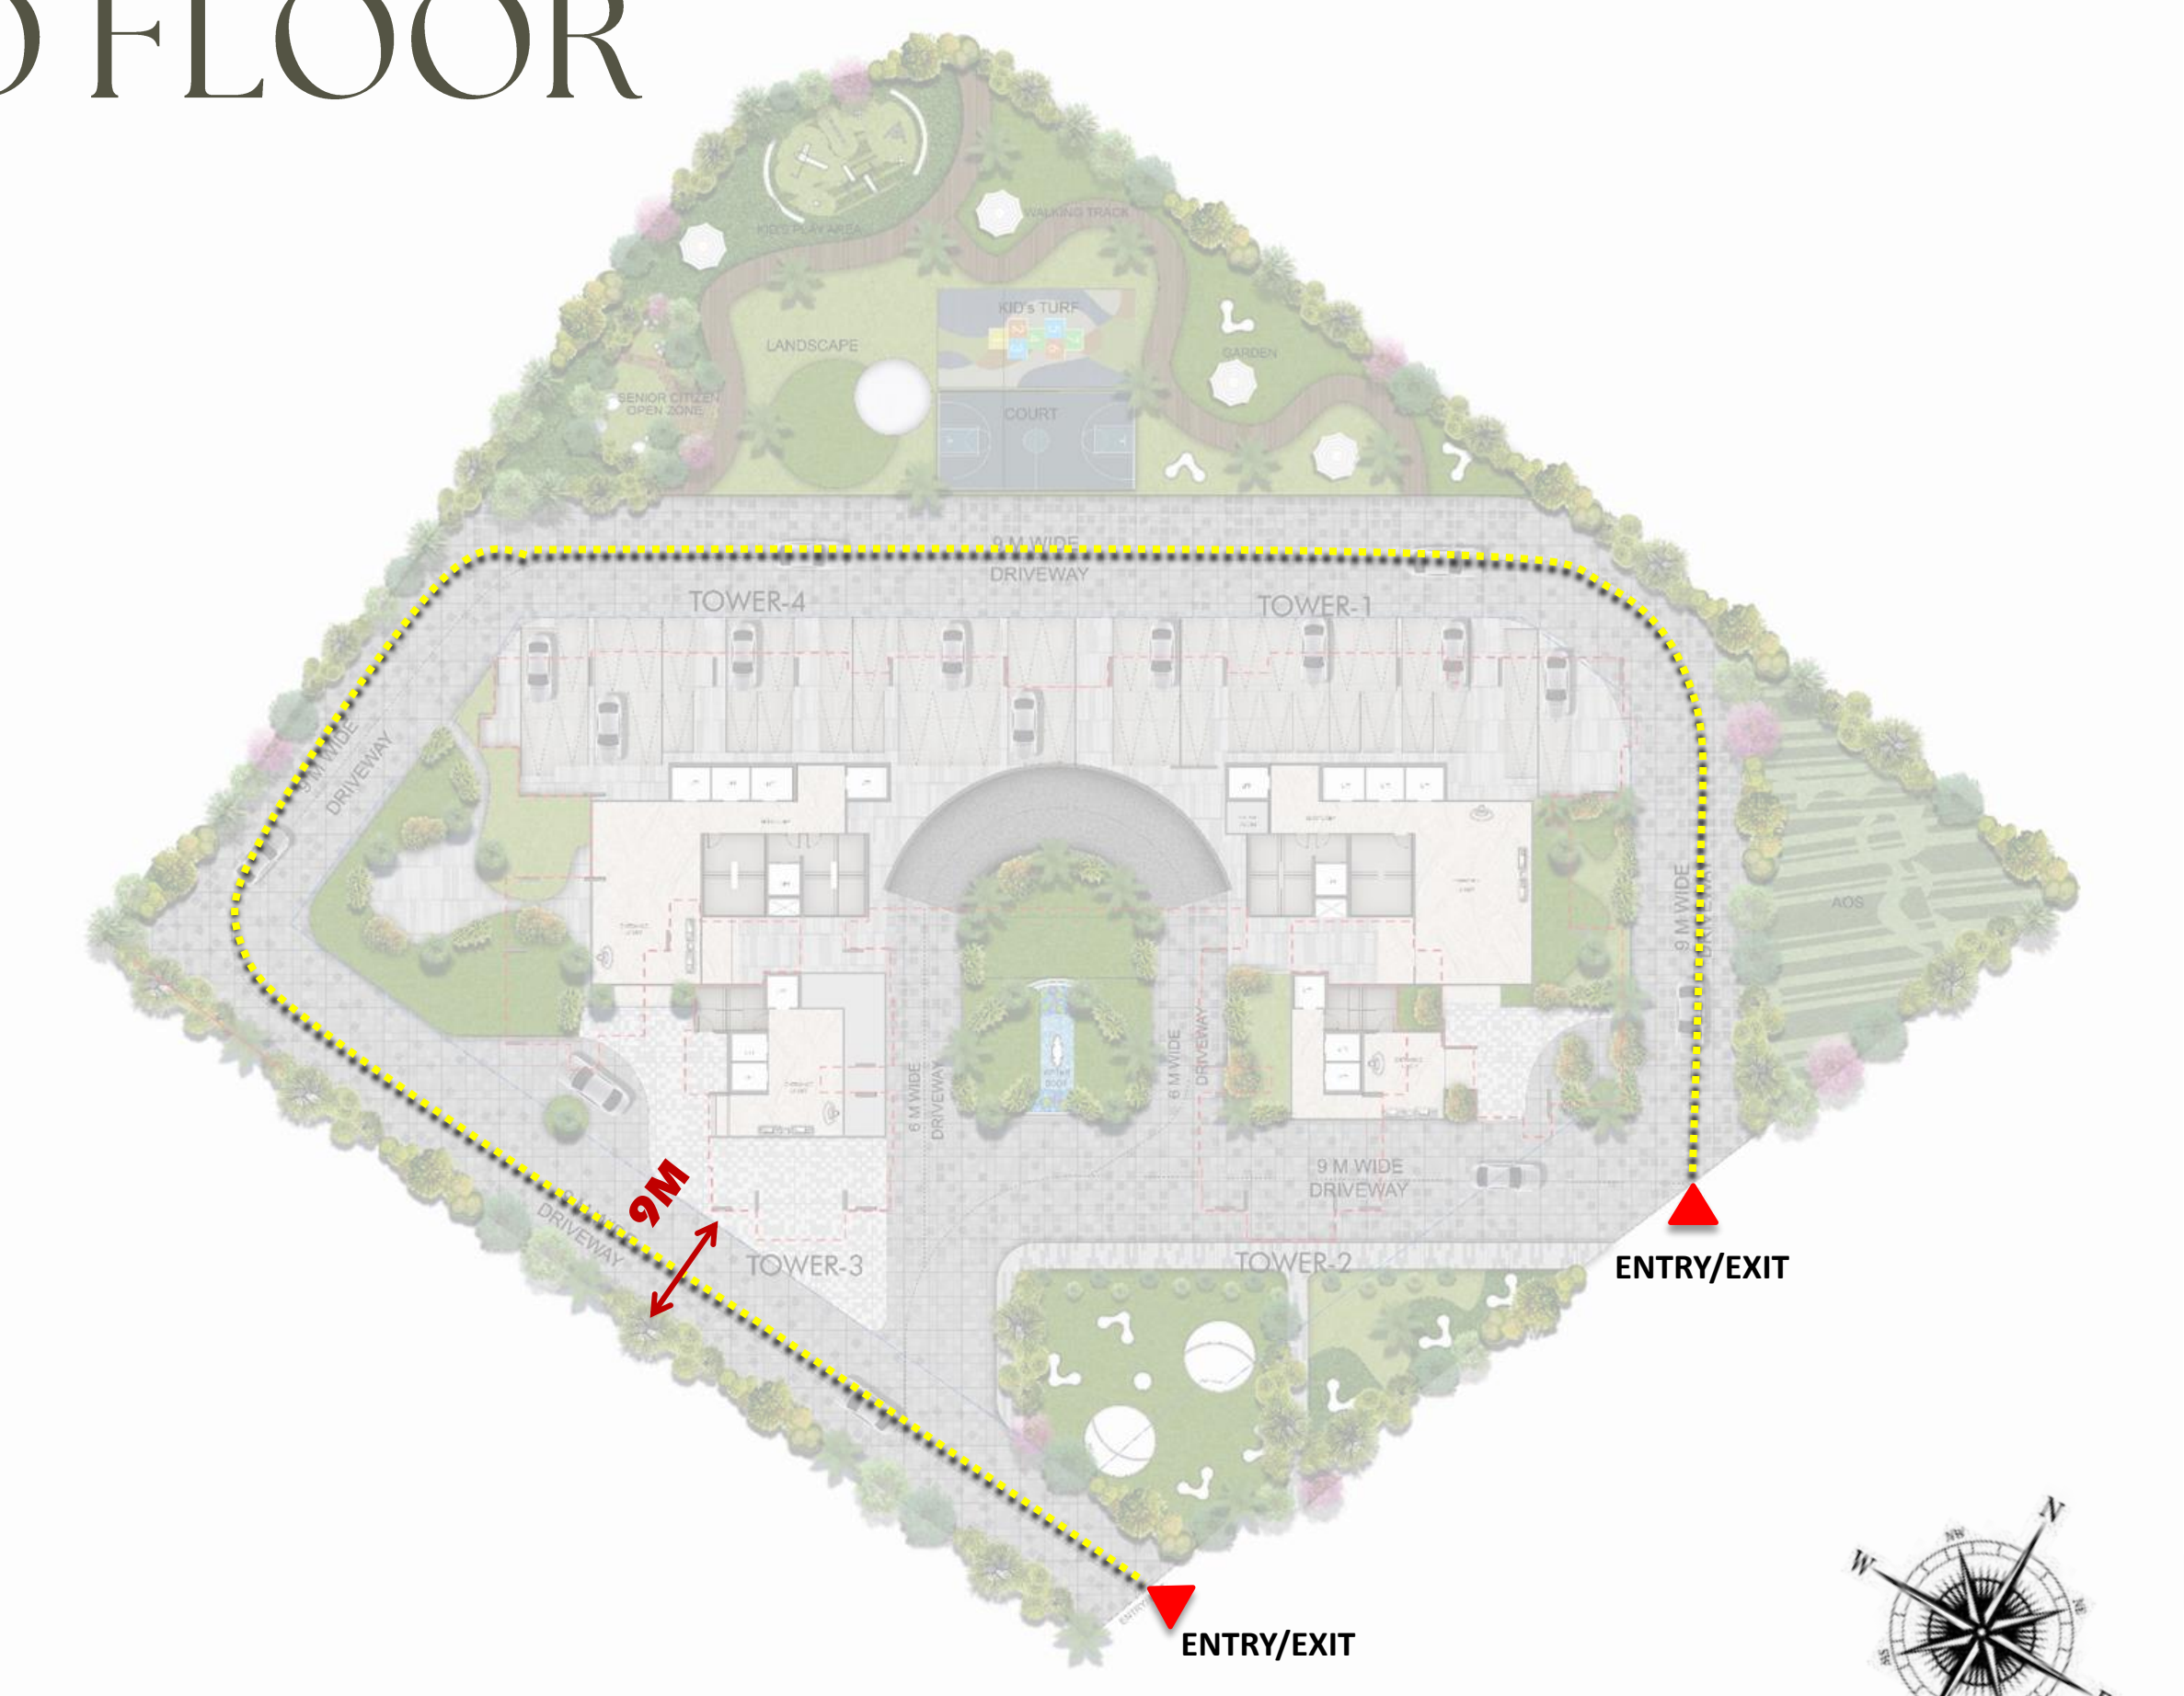 D FLOOR
KID'S PLAY AREA
WALKING TRACK
KID's TURF
LANDSCAPE
GARDEN
SENIOR CITIZEN
OPEN ZONE
COURT
9 M WIDE
DRIVEWAY
TOWER-4
TOWER-1
9 M WIDE
DRIVEWAY
9 M WIDE
DRIVEWAY
AOS
6 M WIDE
DRIVEWAY
6 M WIDE
DRIVEWAY
9 M WIDE
DRIVEWAY
9M
DRIVEWAY
TOWER-3
TOWER-2
ENTRY/EXIT
ENTRY/EXIT
N
NW
W
NE
SW